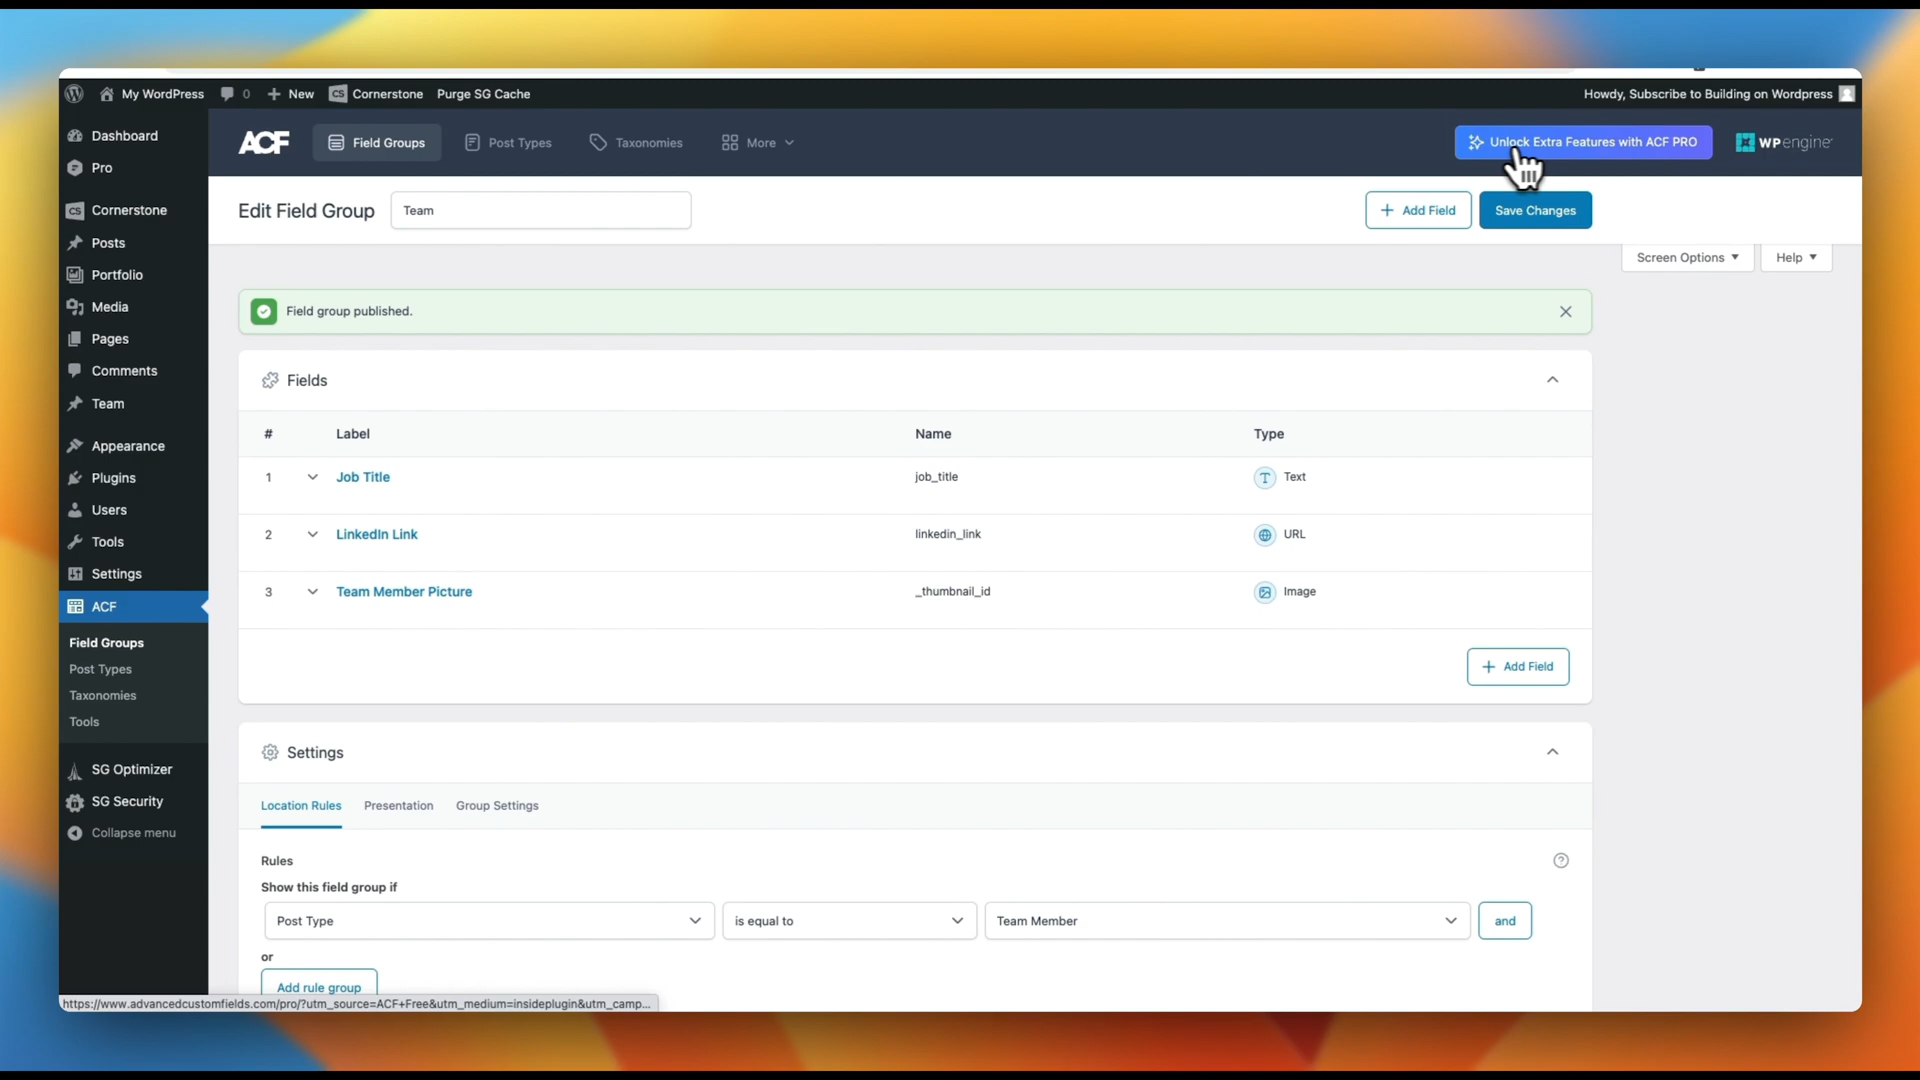 My WordPress
0
New
CS
Cornerstone
Purge SG Cache
Howdy, Subscribe to Building on Wordpress
Dashboard
Pro
CS
Cornerstone
Posts
Portfolio
Media
Pages
Comments
Team
Appearance
Plugins
Users
Tools
Settings
ACF
Field Groups
Post Types
Taxonomies
Tools
SG Optimizer
SG Security
Collapse menu
ACF
Field Groups
Post Types
Taxonomies
More
Unlock Extra Features with ACF PRO
WPengine
Edit Field Group
Team
Add Field
Save Changes
Screen Options
Help
Field group published.
Fields
#
Label
Name
Type
1
Job Title
job_title
Text
2
LinkedIn Link
linkedin_link
URL
3
Team Member Picture
_thumbnail_id
Image
Add Field
Settings
Location Rules
Presentation
Group Settings
Rules
Show this field group if
Post Type
is equal to
Team Member
and
or
Add rule group
https://www.advancedcustomfields.com/pro/?utm_source=ACF+Free&utm_medium=insideplugin&utm_camp...